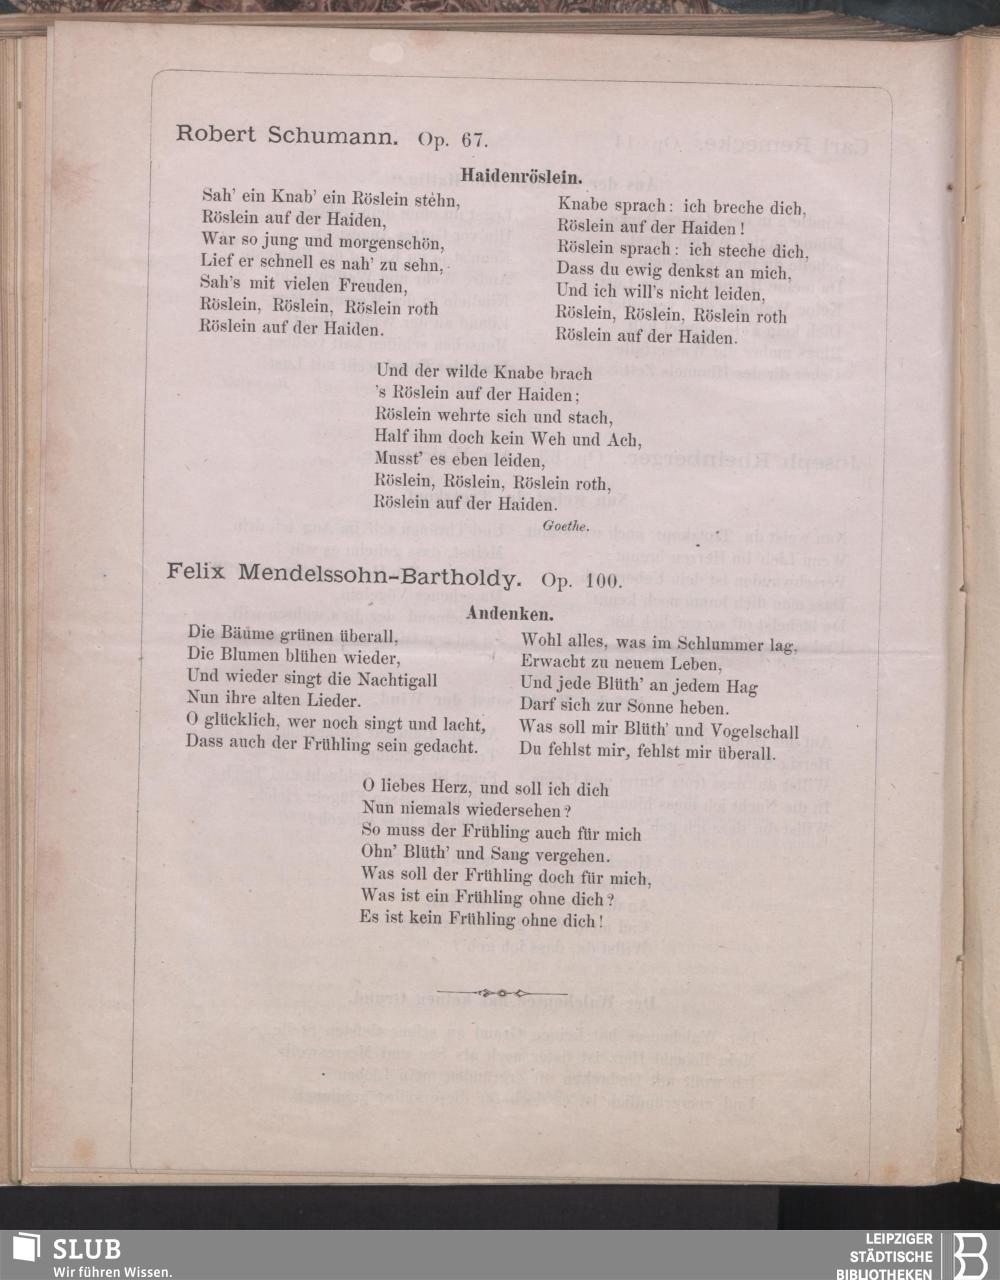 Robert Schumann. Op. 67.
Haidenröslein.
Sah' ein Knab' ein Röslein stehn,
Röslein auf der Haiden,
War so jung und morgenschön,
Lief er schnell es nah' zu sehn,
Sah's mit vielen Freuden,
Röslein, Röslein, Röslein roth
Röslein auf der Haiden.
Knabe sprach: ich breche dich,
Röslein auf der Haiden!
Röslein sprach: ich steche dich,
Dass du ewig denkst an mich,
Und ich will's nicht leiden,
Röslein, Röslein, Röslein roth
Röslein auf der Haiden.
Und der wilde Knabe brach
's Röslein auf der Haiden;
Röslein wehrte sich und stach,
Half ihm doch kein Weh und Ach,
Musst' es eben leiden,
Röslein, Röslein, Röslein roth,
Röslein auf der Haiden.
Goethe.
Felix Mendelssohn-Bartholdy. Op. 100.
Andenken.
Die Bäume grünen überall,
Die Blumen blühen wieder,
Und wieder singt die Nachtigall
Nun ihre alten Lieder.
O glücklich, wer noch singt und lacht,
Dass auch der Frühling sein gedacht.
Wohl alles, was im Schlummer lag,
Erwacht zu neuem Leben,
Und jede Blüth' an jedem Hag
Darf sich zur Sonne heben.
Was soll mir Blüth' und Vogelschall
Du fehlst mir, fehlst mir überall.
O liebes Herz, und soll ich dich
Nun niemals wiedersehen?
So muss der Frühling auch für mich
Ohn' Blüth' und Sang vergehen.
Was soll der Frühling doch für mich,
Was ist ein Frühling ohne dich?
Es ist kein Frühling ohne dich!
SLUB
Wir führen Wissen.
LEIPZIGER
STÄDTISCHE
BIBLIOTHEKEN